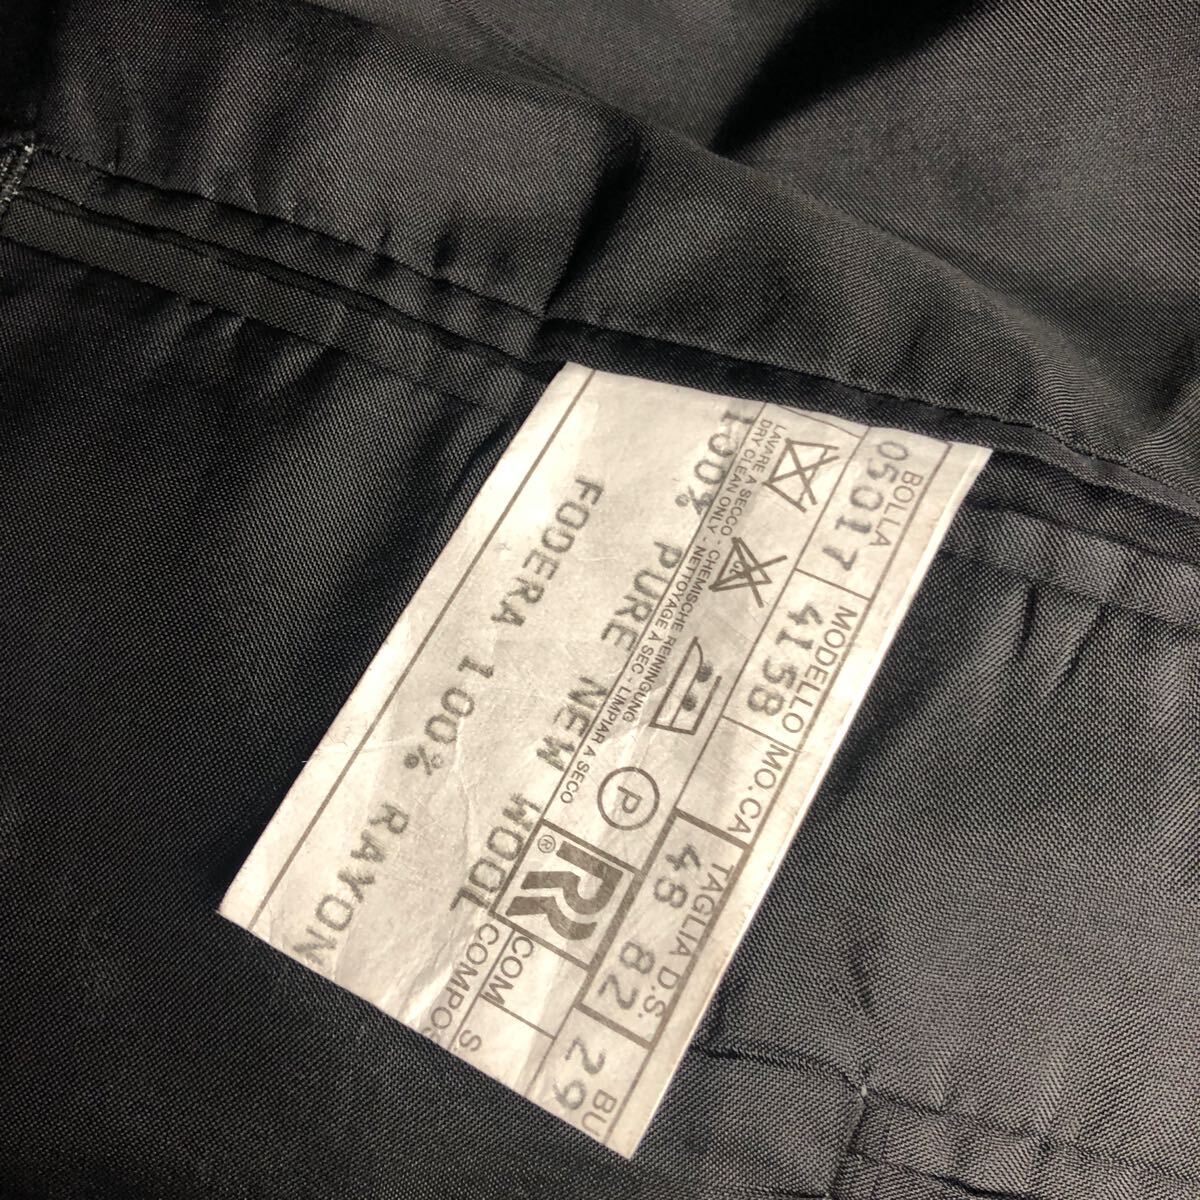 BOLLA MODELLO MO.CA TAGLIA D.S. BU
05017 4158 48 82 29
P
LAVARE A SECCO - CHEMISCHE REINIGUNG
DRY CLEAN ONLY - NETTOYAGE A SEC - LIMPIAR A SECO
R ®
COM
COMPOS
S.
100% PURE NEW WOOL
FODERA 100% RAYON